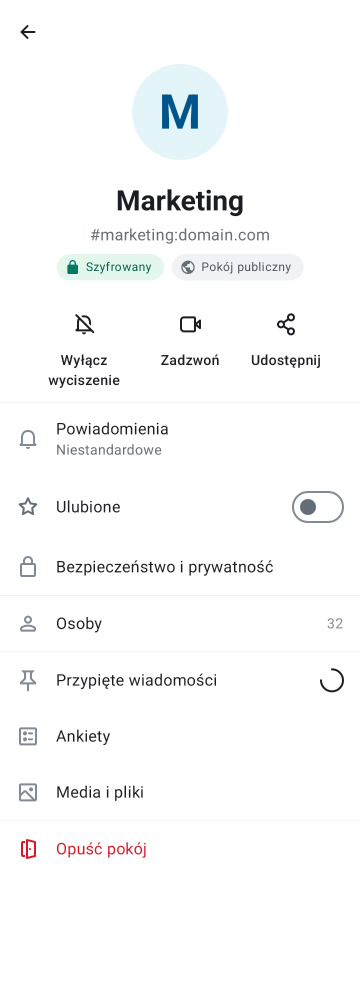 M
Marketing
#marketing:domain.com
Szyfrowany
Pokój publiczny
Wyłącz
wyciszenie
Zadzwoń
Udostępnij
Powiadomienia
Niestandardowe
Ulubione
Bezpieczeństwo i prywatność
Osoby
32
Przypięte wiadomości
Ankiety
Media i pliki
Opuść pokój